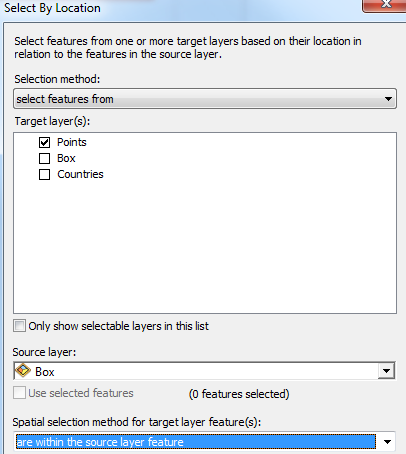 Select By Location
Select features from one or more target layers based on their location in
relation to the features in the source layer.
Selection method:
select features from
Target layer(s):
Points
Box
Countries
Only show selectable layers in this list
Source layer:
Box
Use selected features (0 features selected)
Spatial selection method for target layer feature(s):
are within the source layer feature